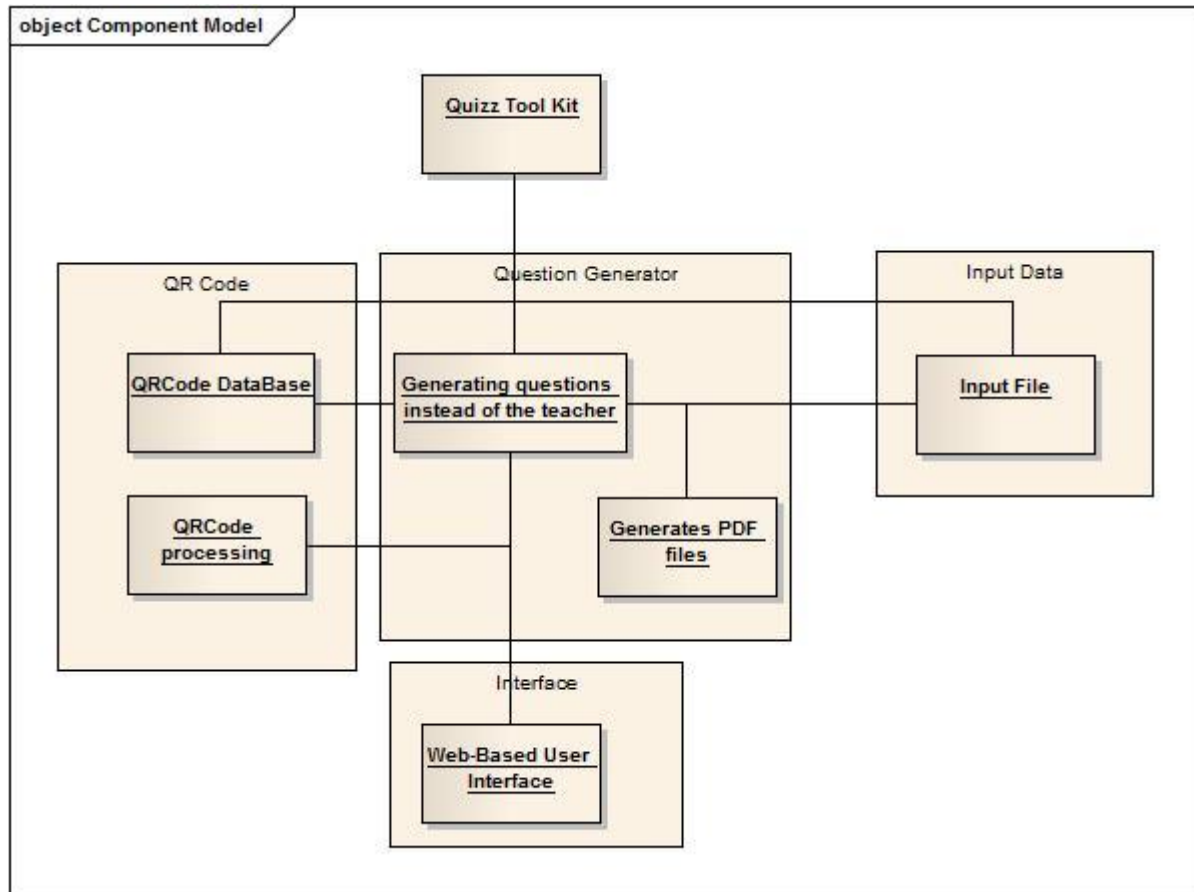 object Component Model
Quizz Tool Kit
QR Code
Question Generator
Input Data
QRCode DataBase
Generating questions
instead of the teacher
Input File
QRCode
processing
Generates PDF
files
Interface
Web-Based User
Interface